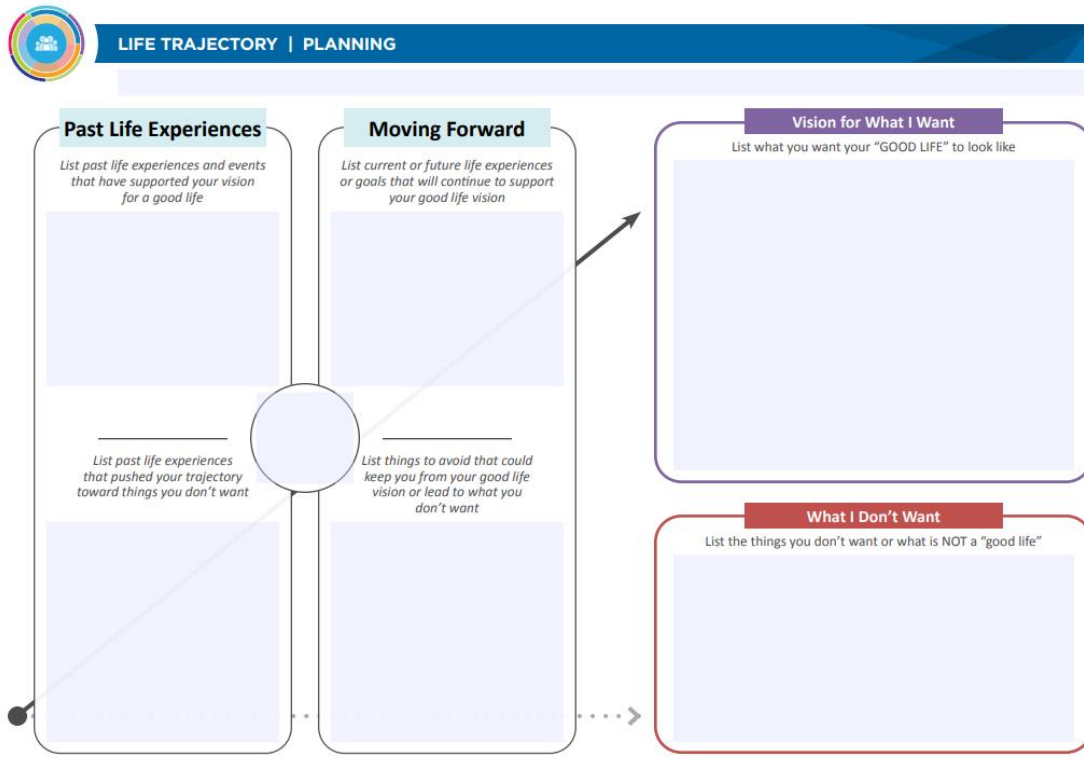 LIFE TRAJECTORY | PLANNING
Past Life Experiences
List past life experiences and events
that have supported your vision
for a good life
List past life experiences
that pushed your trajectory
toward things you don’t want
Moving Forward
List current or future life experiences
or goals that will continue to support
your good life vision
List things to avoid that could
keep you from your good life
vision or lead to what you
don’t want
Vision for What I Want
List what you want your “GOOD LIFE” to look like
What I Don’t Want
List the things you don’t want or what is NOT a “good life”